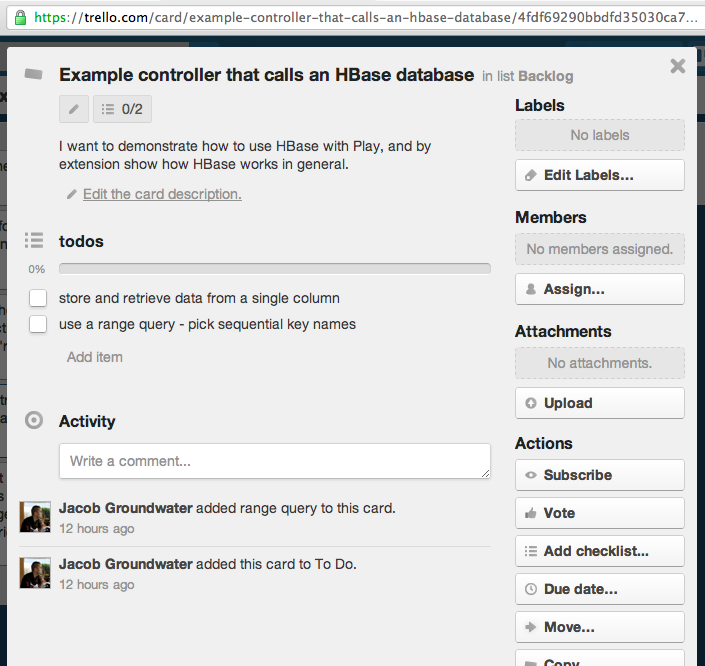 https://trello.com/card/example-controller-that-calls-an-hbase-database/4fdf69290bbdfd35030ca7...
Example controller that calls an HBase database in list Backlog
0/2
I want to demonstrate how to use HBase with Play, and by
extension show how HBase works in general.
Edit the card description.
todos
0%
store and retrieve data from a single column
use a range query - pick sequential key names
Add item
Activity
Write a comment...
Jacob Groundwater added range query to this card.
12 hours ago
Jacob Groundwater added this card to To Do.
12 hours ago
Labels
No labels
Edit Labels...
Members
No members assigned.
Assign...
Attachments
No attachments.
Upload
Actions
Subscribe
Vote
Add checklist...
Due date...
Move...
Copy